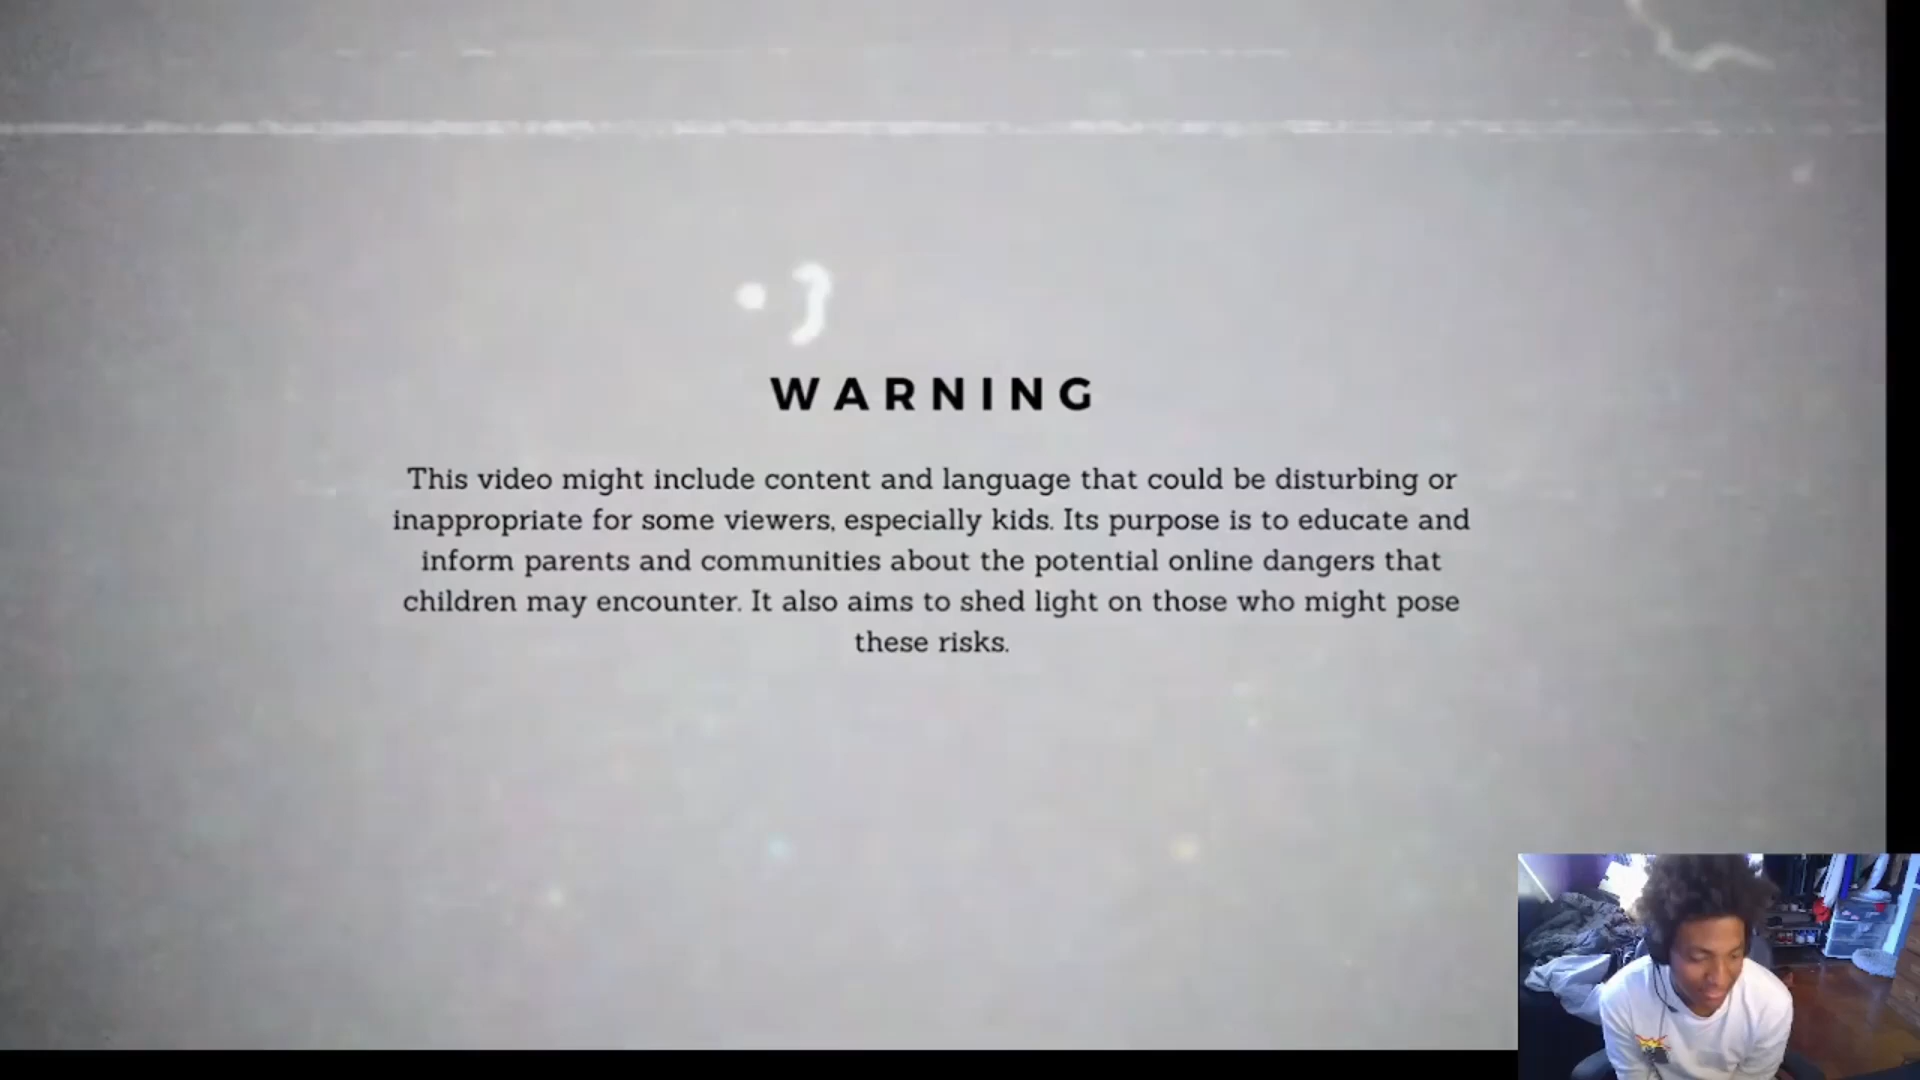 WARNING
This video might include content and language that could be disturbing or
inappropriate for some viewers, especially kids. Its purpose is to educate and
inform parents and communities about the potential online dangers that
children may encounter. It also aims to shed light on those who might pose
these risks.